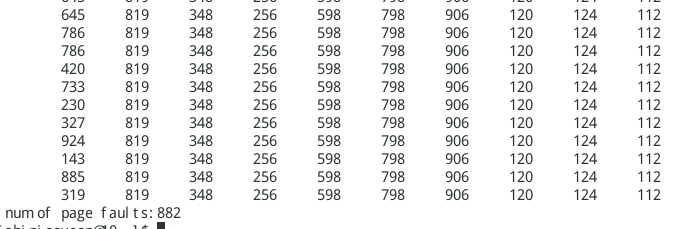 645 819 348 256 598 798 906 120 124 112
786 819 348 256 598 798 906 120 124 112
786 819 348 256 598 798 906 120 124 112
420 819 348 256 598 798 906 120 124 112
733 819 348 256 598 798 906 120 124 112
230 819 348 256 598 798 906 120 124 112
327 819 348 256 598 798 906 120 124 112
924 819 348 256 598 798 906 120 124 112
143 819 348 256 598 798 906 120 124 112
885 819 348 256 598 798 906 120 124 112
319 819 348 256 598 798 906 120 124 112
num of page faults: 882